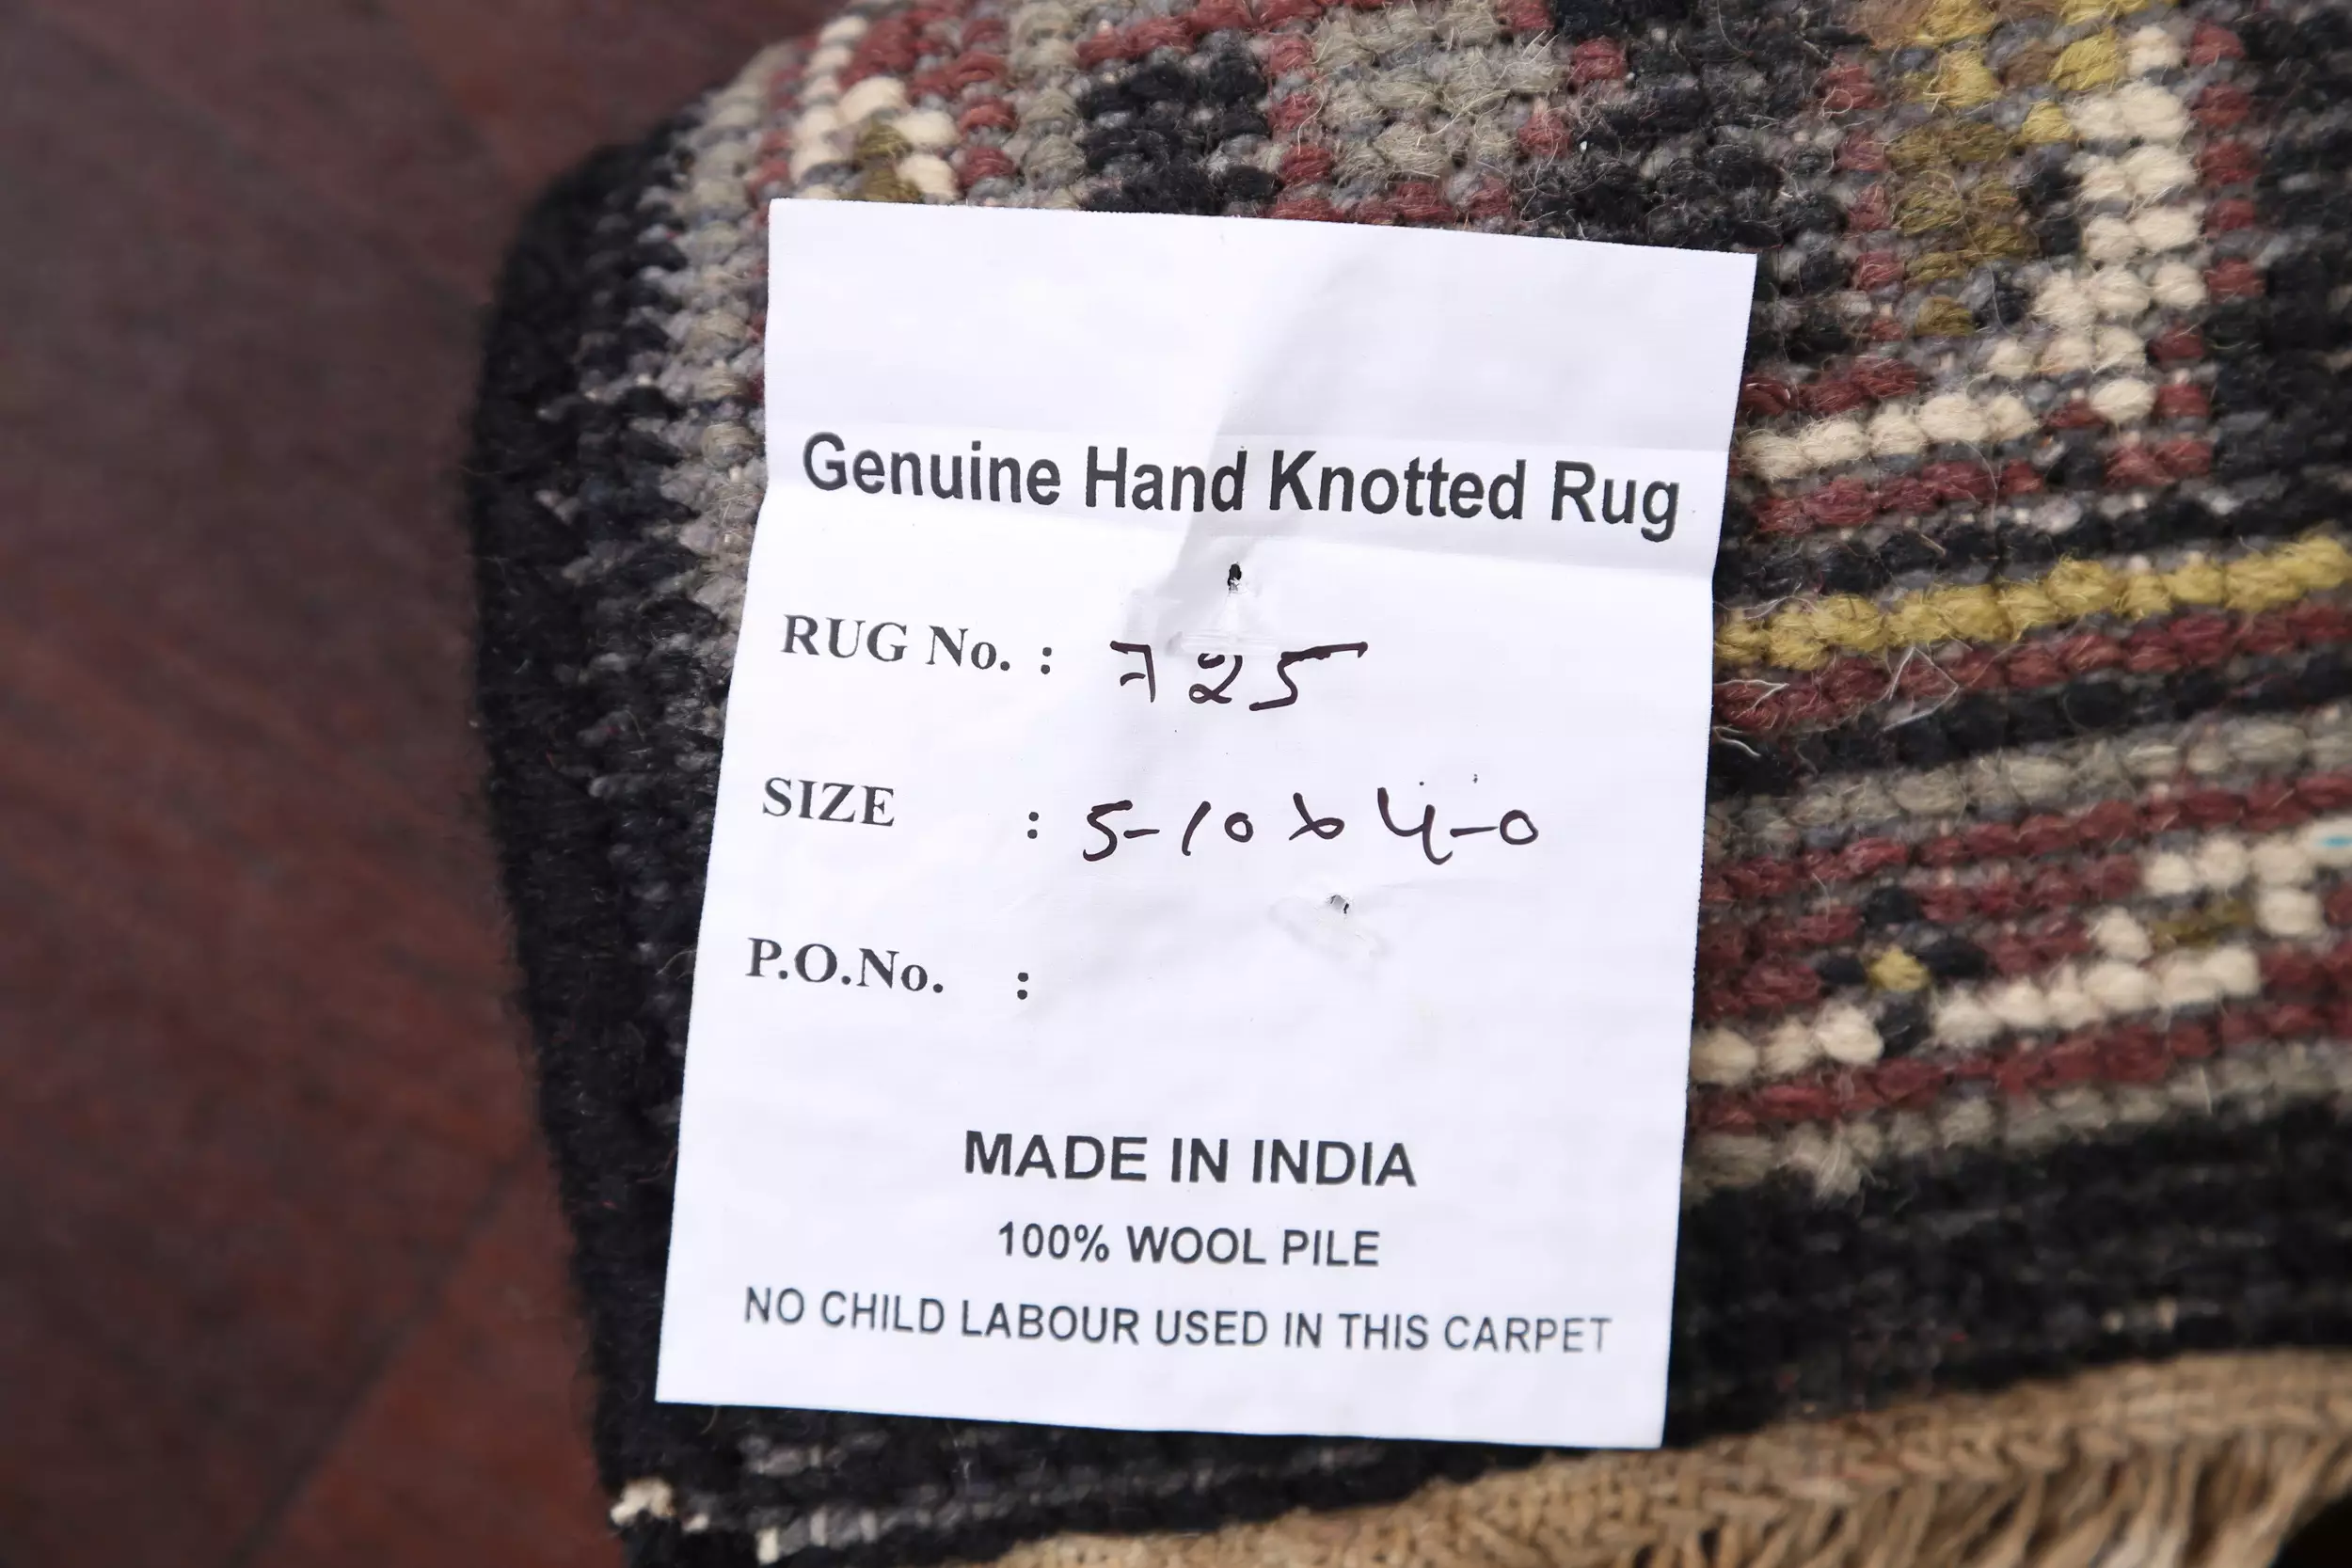 Genuine Hand Knotted Rug
RUG No. : 725
SIZE : 5-10 x 4-0
P.O.No. :
MADE IN INDIA
100% WOOL PILE
NO CHILD LABOUR USED IN THIS CARPET